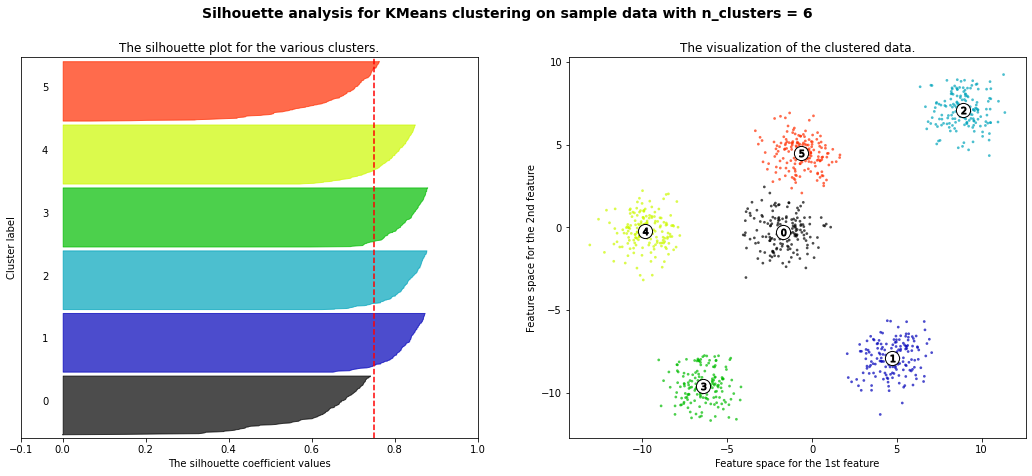 Silhouette analysis for KMeans clustering on sample data with n_clusters = 6
The silhouette plot for the various clusters.
Cluster label
5
4
3
2
1
0
−0.1 0.0 0.2 0.4 0.6 0.8 1.0
The silhouette coefficient values
The visualization of the clustered data.
Feature space for the 2nd feature
10
5
0
−5
−10
2
5
4
0
1
3
−10 −5 0 5 10
Feature space for the 1st feature